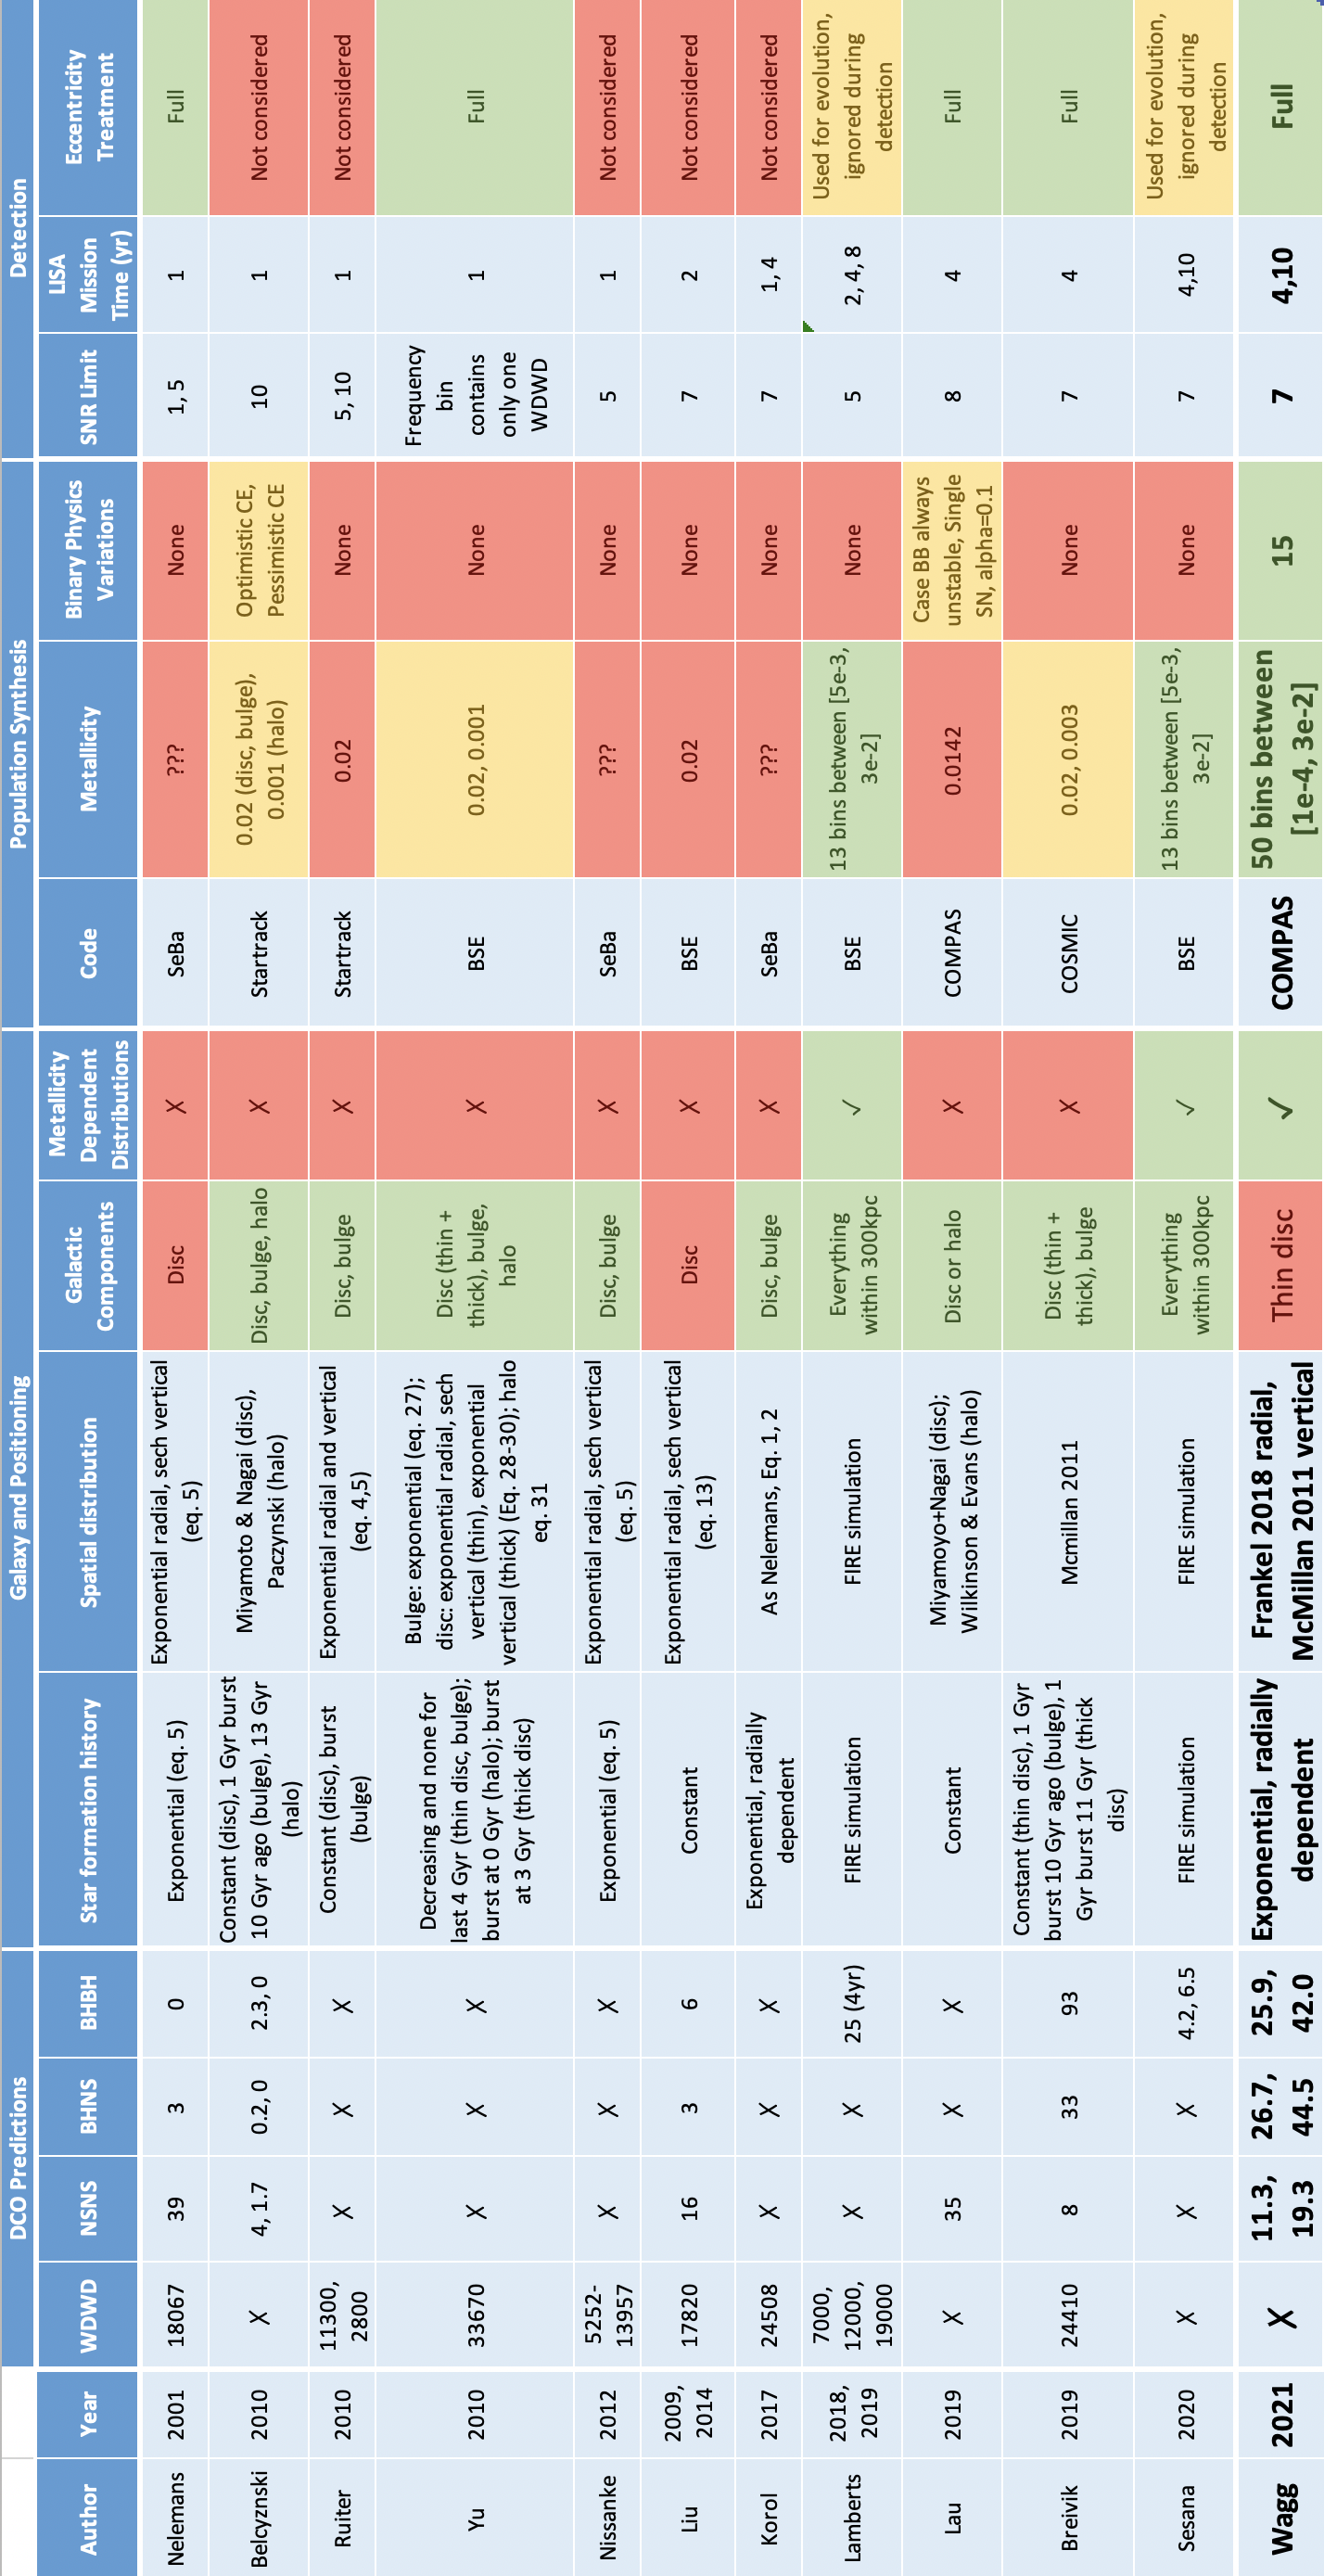 DCO Predictions
Galaxy and Positioning
Population Synthesis
Detection
Author
Year
WDWD
NSNS
BHNS
BHBH
Star formation history
Spatial distribution
Galactic
Components
Metallicity
Dependent
Distributions
Code
Metallicity
Binary Physics
Variations
SNR Limit
LISA
Mission
Time (yr)
Eccentricity
Treatment
Nelemans
2001
18067
39
3
0
Exponential (eq. 5)
Exponential radial, sech vertical
(eq. 5)
Disc
X
SeBa
???
None
1, 5
1
Full
Belcyznski
2010
X
4, 1.7
0.2, 0
2.3, 0
Constant (disc), 1 Gyr burst
10 Gyr ago (bulge), 13 Gyr
(halo)
Miyamoto & Nagai (disc),
Paczynski (halo)
Disc, bulge, halo
X
Startrack
0.02 (disc, bulge),
0.001 (halo)
Optimistic CE,
Pessimistic CE
10
1
Not considered
Ruiter
2010
11300,
2800
X
X
X
Constant (disc), burst
(bulge)
Exponential radial and vertical
(eq. 4,5)
Disc, bulge
X
Startrack
0.02
None
5, 10
1
Not considered
Yu
2010
33670
X
X
X
Decreasing and none for
last 4 Gyr (thin disc, bulge);
burst at 0 Gyr (halo); burst
at 3 Gyr (thick disc)
Bulge: exponential (eq. 27);
disc: exponential radial, sech
vertical (thin), exponential
vertical (thick) (Eq. 28-30); halo
eq. 31
Disc (thin +
thick), bulge,
halo
X
BSE
0.02, 0.001
None
Frequency
bin
contains
only one
WDWD
1
Full
Nissanke
2012
5252-
13957
X
X
X
Exponential (eq. 5)
Exponential radial, sech vertical
(eq. 5)
Disc, bulge
X
SeBa
???
None
5
1
Not considered
Liu
2009,
2014
17820
16
3
6
Constant
Exponential radial, sech vertical
(eq. 13)
Disc
X
BSE
0.02
None
7
2
Not considered
Korol
2017
24508
X
X
X
Exponential, radially
dependent
As Nelemans, Eq. 1, 2
Disc, bulge
X
SeBa
???
None
7
1, 4
Not considered
Lamberts
2018,
2019
7000,
12000,
19000
X
X
25 (4yr)
FIRE simulation
FIRE simulation
Everything
within 300kpc
✓
BSE
13 bins between [5e-3,
3e-2]
None
5
2, 4, 8
Used for evolution,
ignored during
detection
Lau
2019
X
35
X
X
Constant
Miyamoyo+Nagai (disc);
Wilkinson & Evans (halo)
Disc or halo
X
COMPAS
0.0142
Case BB always
unstable, Single
SN, alpha=0.1
8
4
Full
Breivik
2019
24410
8
33
93
Constant (thin disc), 1 Gyr
burst 10 Gyr ago (bulge), 1
Gyr burst 11 Gyr (thick
disc)
Mcmillan 2011
Disc (thin +
thick), bulge
X
COSMIC
0.02, 0.003
None
7
4
Full
Sesana
2020
X
X
X
4.2, 6.5
FIRE simulation
FIRE simulation
Everything
within 300kpc
✓
BSE
13 bins between [5e-3,
3e-2]
None
7
4,10
Used for evolution,
ignored during
detection
Wagg
2021
X
11.3,
19.3
26.7,
44.5
25.9,
42.0
Exponential, radially
dependent
Frankel 2018 radial,
McMillan 2011 vertical
Thin disc
✓
COMPAS
50 bins between
[1e-4, 3e-2]
15
7
4,10
Full